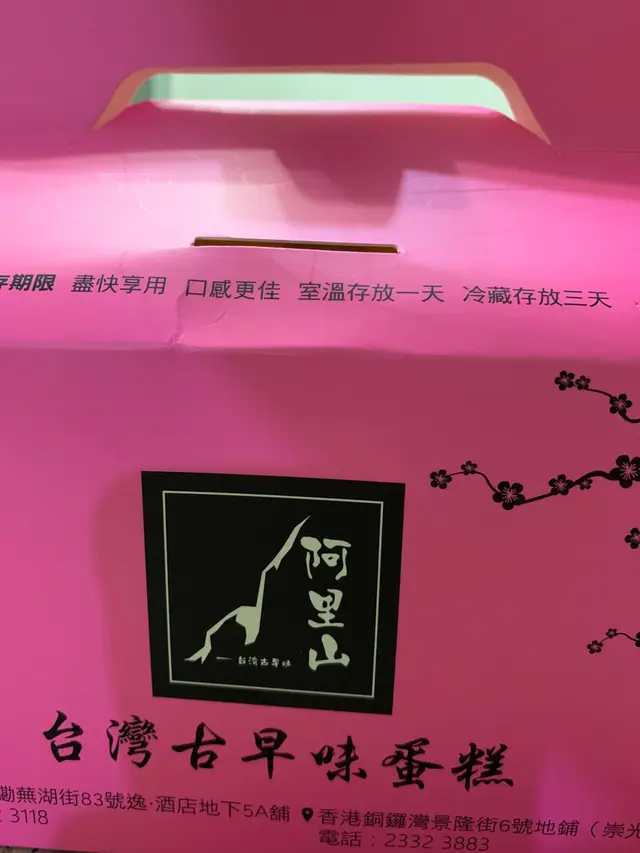 期限 盡快享用 口感更佳 室溫存放一天 冷藏存放三天
阿里山
台灣古早味
台灣古早味蛋糕
蕪湖街83號逸·酒店地下5A舖 香港銅鑼灣景隆街6號地鋪（崇光
3118 電話：2332 3883